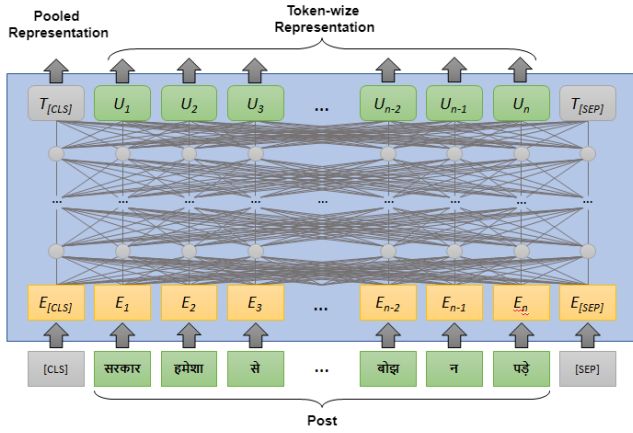 Pooled
Representation
Token-wize
Representation
T[CLS] U1 U2 U3 ... Un-2 Un-1 Un T[SEP]
... ... ... ... ... ... ... ... ...
E[CLS] E1 E2 E3 ... En-2 En-1 En E[SEP]
[CLS] सरकार हमेशा से ... बोझ न पड़े [SEP]
Post